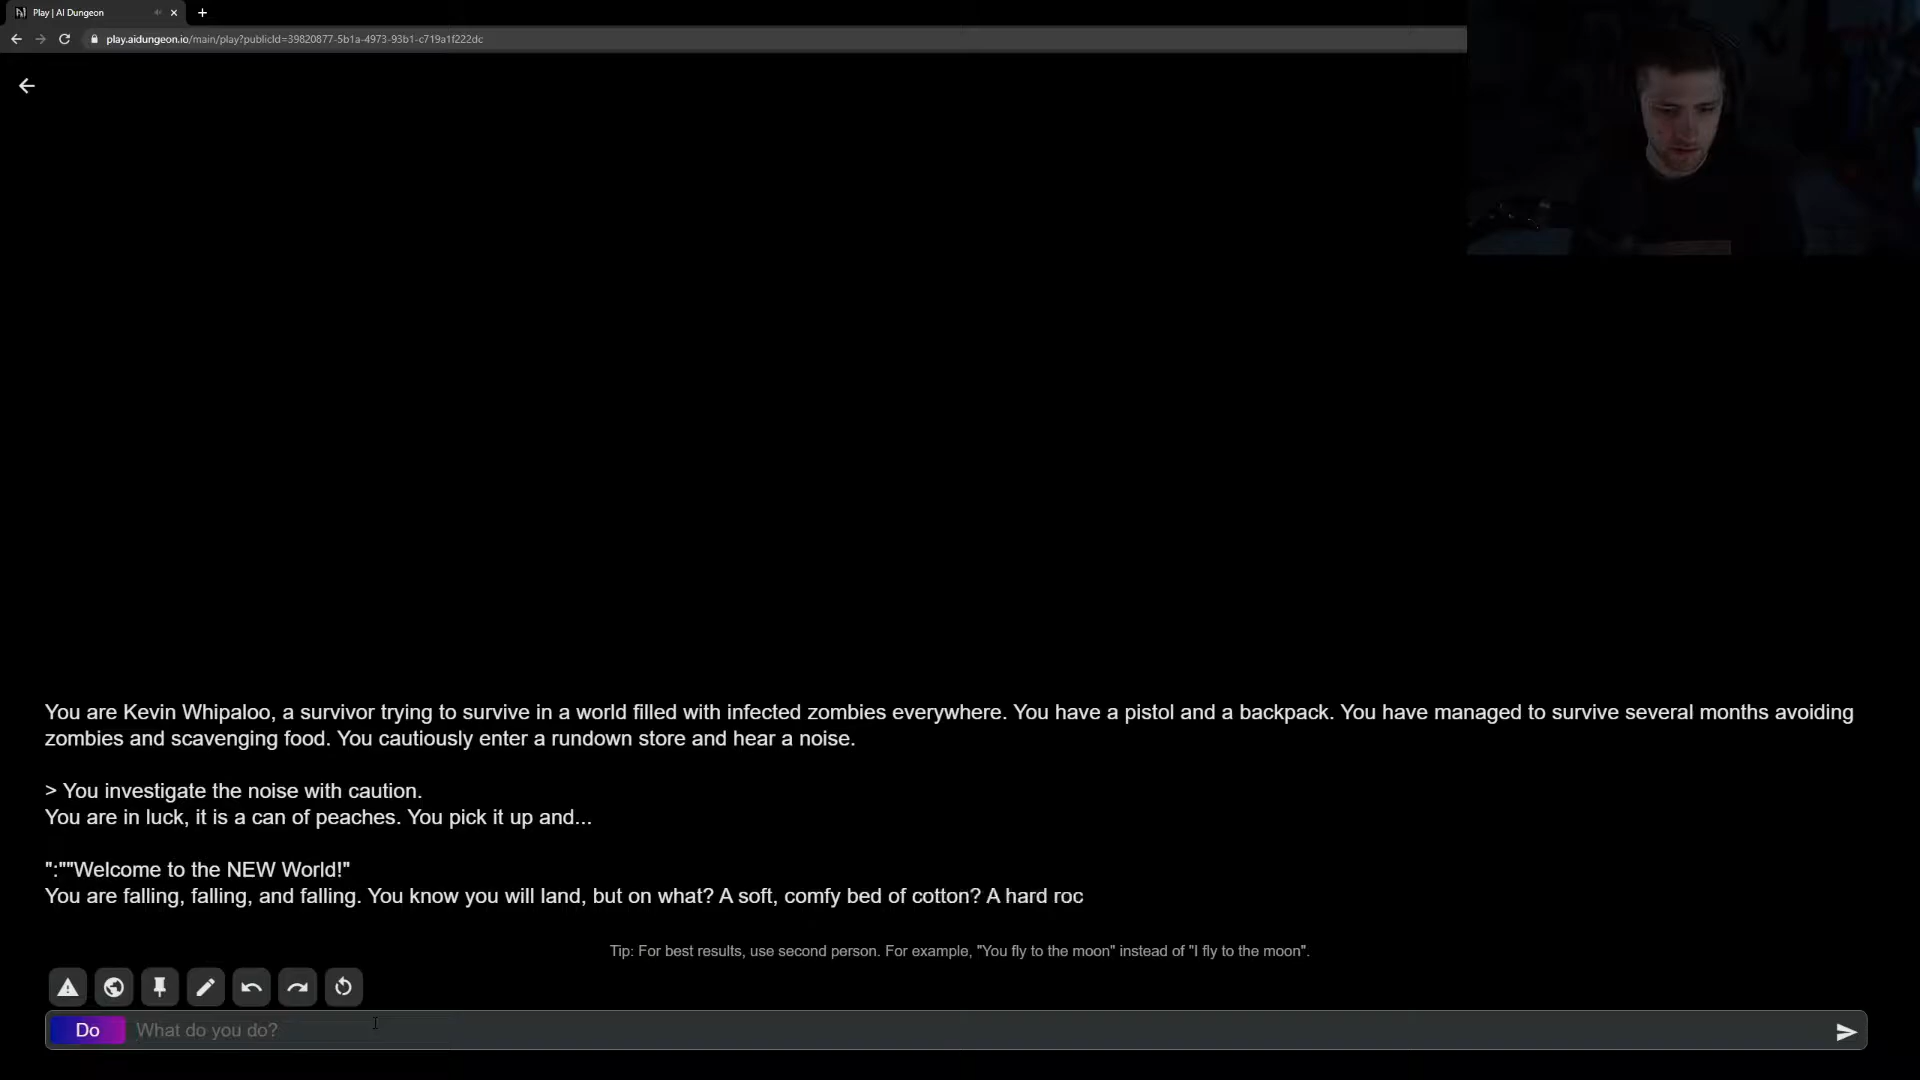 Play | AI Dungeon
play.aidungeon.io/main/play?publicId=39820877-5b1a-4973-93b1-c719a1f222dc
You are Kevin Whipaloo, a survivor trying to survive in a world filled with infected zombies everywhere. You have a pistol and a backpack. You have managed to survive several months avoiding
zombies and scavenging food. You cautiously enter a rundown store and hear a noise.
> You investigate the noise with caution.
You are in luck, it is a can of peaches. You pick it up and...
":""Welcome to the NEW World!"
You are falling, falling, and falling. You know you will land, but on what? A soft, comfy bed of cotton? A hard roc
Tip: For best results, use second person. For example, "You fly to the moon" instead of "I fly to the moon".
Do What do you do?